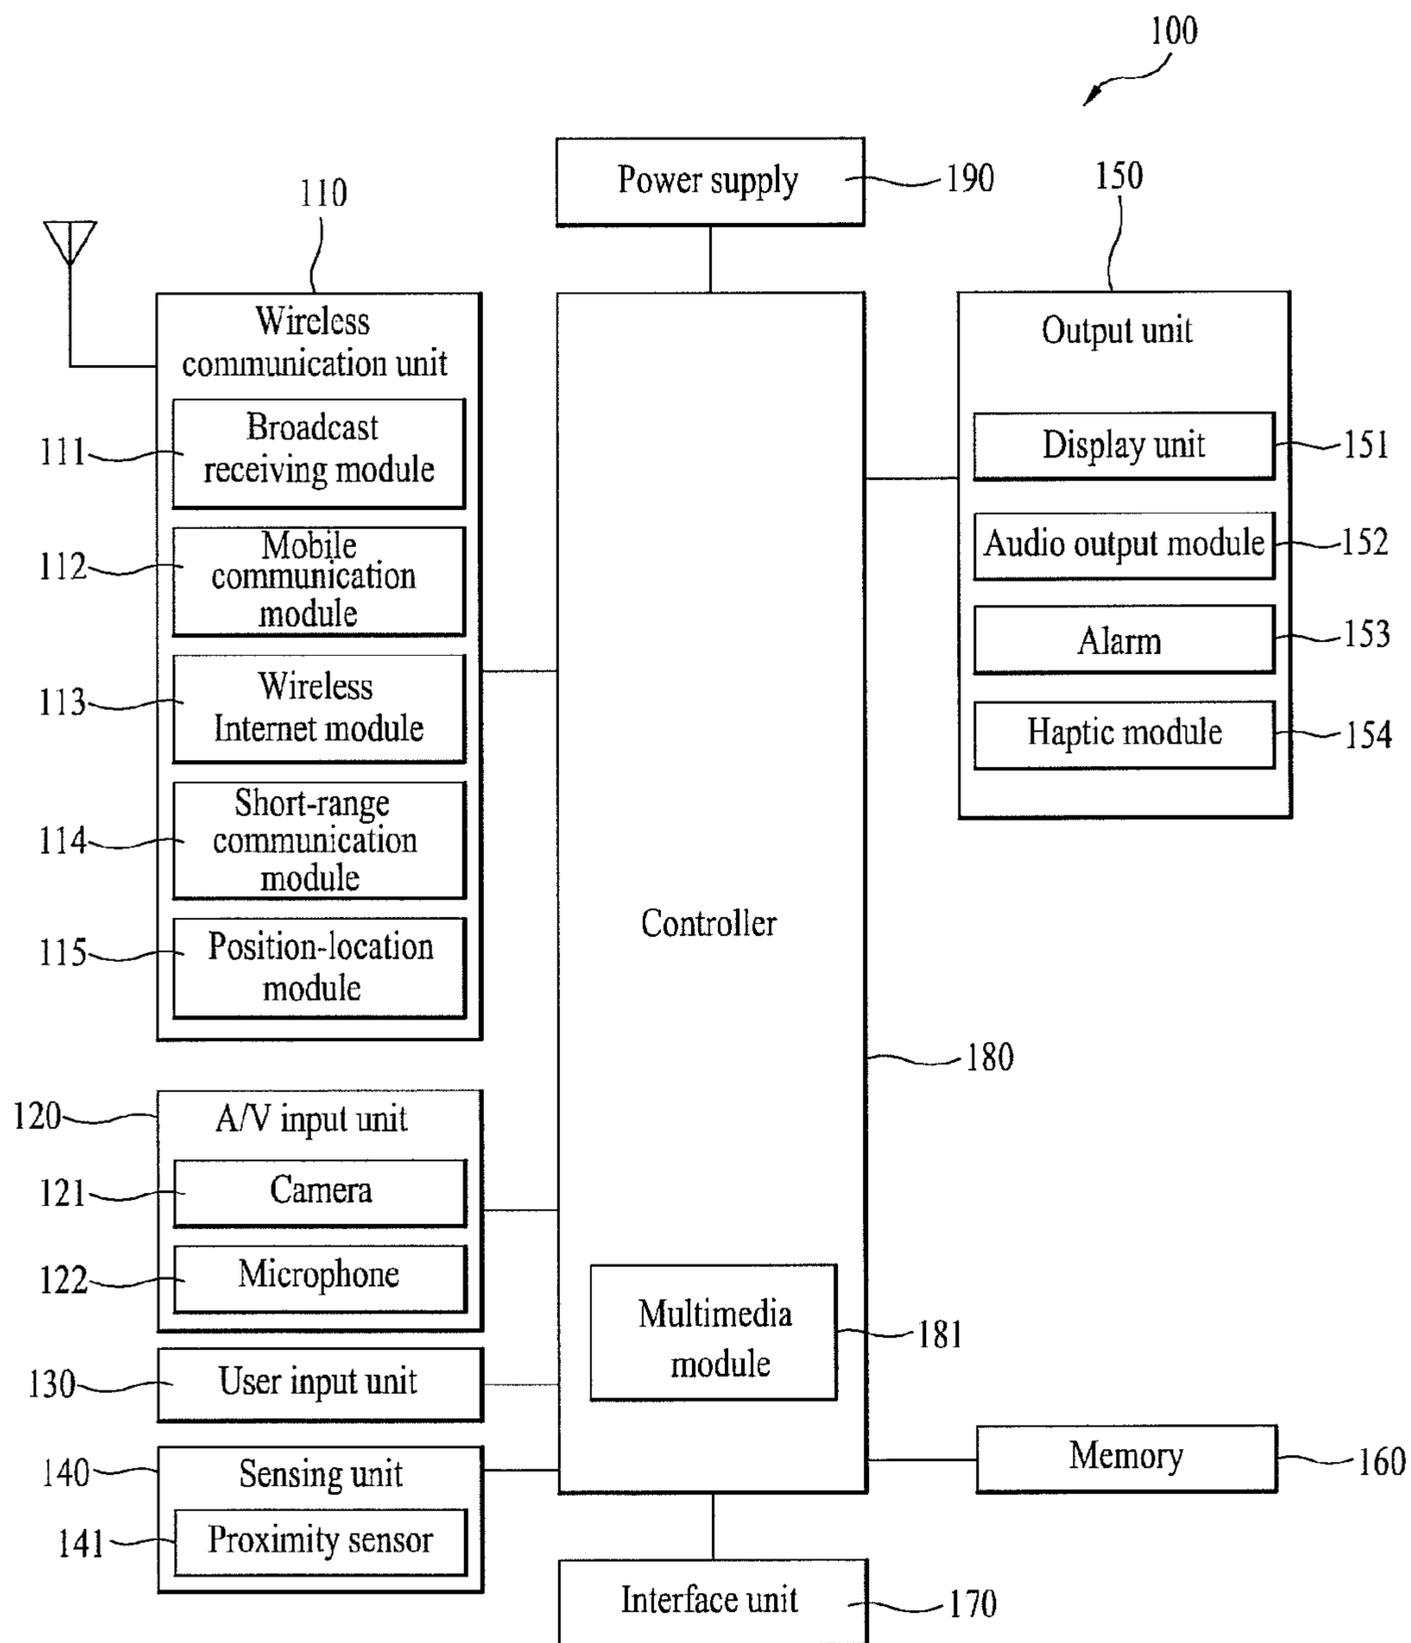 100
Power supply
190
110
150
Wireless
communication unit
Output unit
Broadcast
receiving module
111
Display unit
151
Mobile
communication
module
112
Audio output module
152
Alarm
153
Wireless
Internet module
113
Haptic module
154
Short-range
communication
module
114
Controller
Position-location
module
115
180
120
A/V input unit
Camera
121
Microphone
122
Multimedia
module
181
130
User input unit
140
Sensing unit
Memory
160
141
Proximity sensor
Interface unit
170